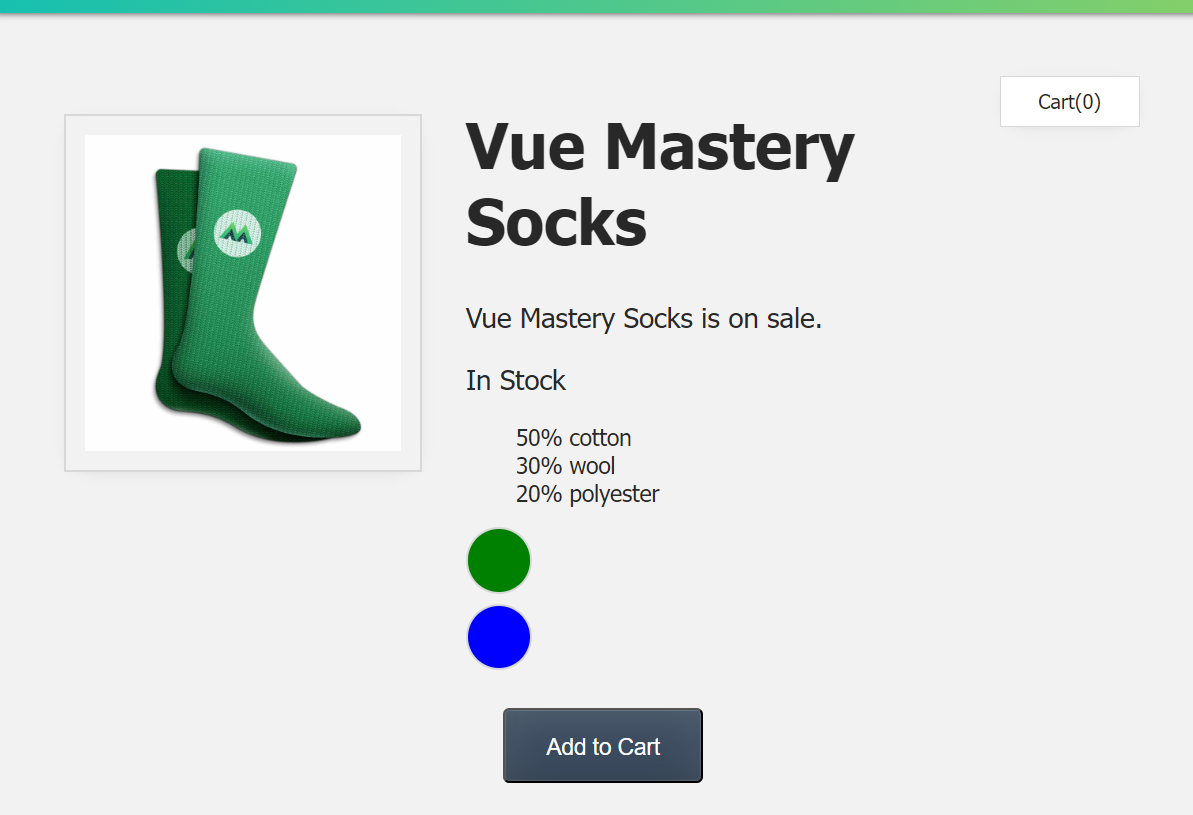 Cart(0)
Vue Mastery
Socks
Vue Mastery Socks is on sale.
In Stock
50% cotton
30% wool
20% polyester
Add to Cart